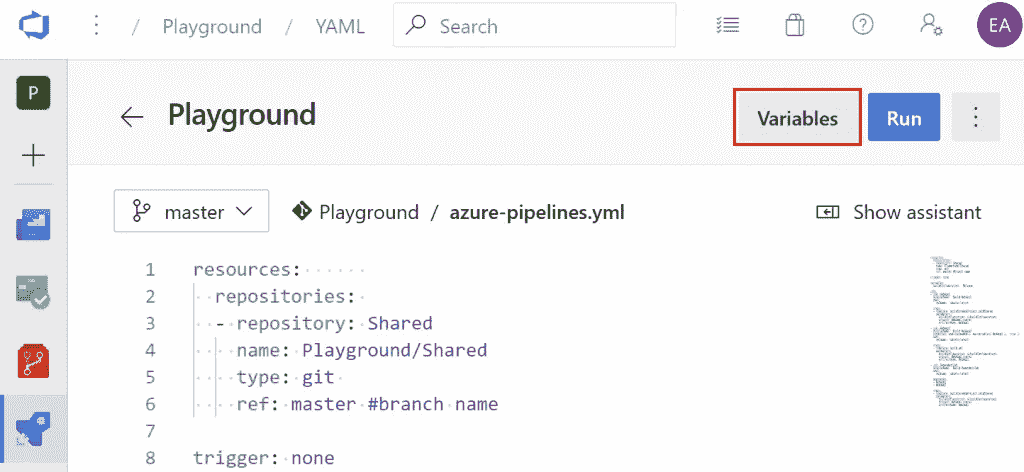 / Playground / YAML Search EA
P
Playground Variables Run
master Playground / azure-pipelines.yml Show assistant
1 resources:
2 repositories:
3 - repository: Shared
4 name: Playground/Shared
5 type: git
6 ref: master #branch name
7
8 trigger: none